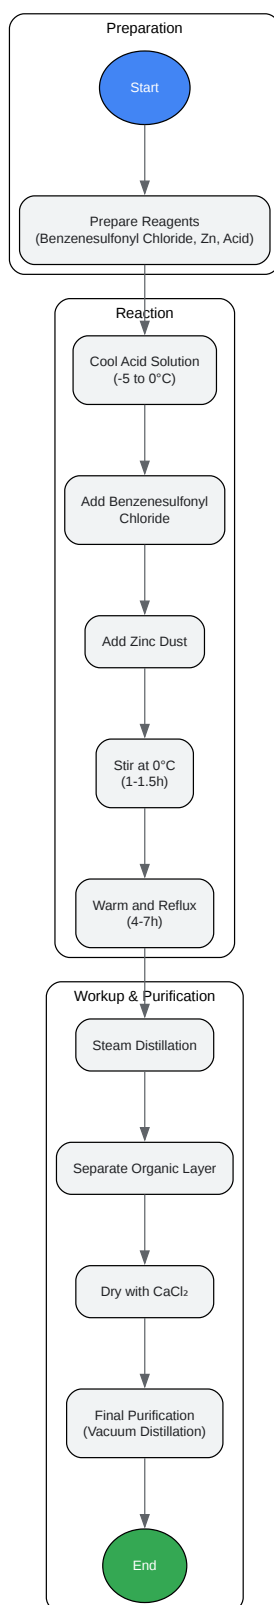 Preparation
Start
Prepare Reagents
(Benzenesulfonyl Chloride, Zn, Acid)
Reaction
Cool Acid Solution
(-5 to 0°C)
Add Benzenesulfonyl
Chloride
Add Zinc Dust
Stir at 0°C
(1-1.5h)
Warm and Reflux
(4-7h)
Workup & Purification
Steam Distillation
Separate Organic Layer
Dry with CaCl₂
Final Purification
(Vacuum Distillation)
End